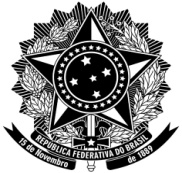 REPÚBLICA FEDERATIVA DO BRASIL
15 de Novembro
de 1889